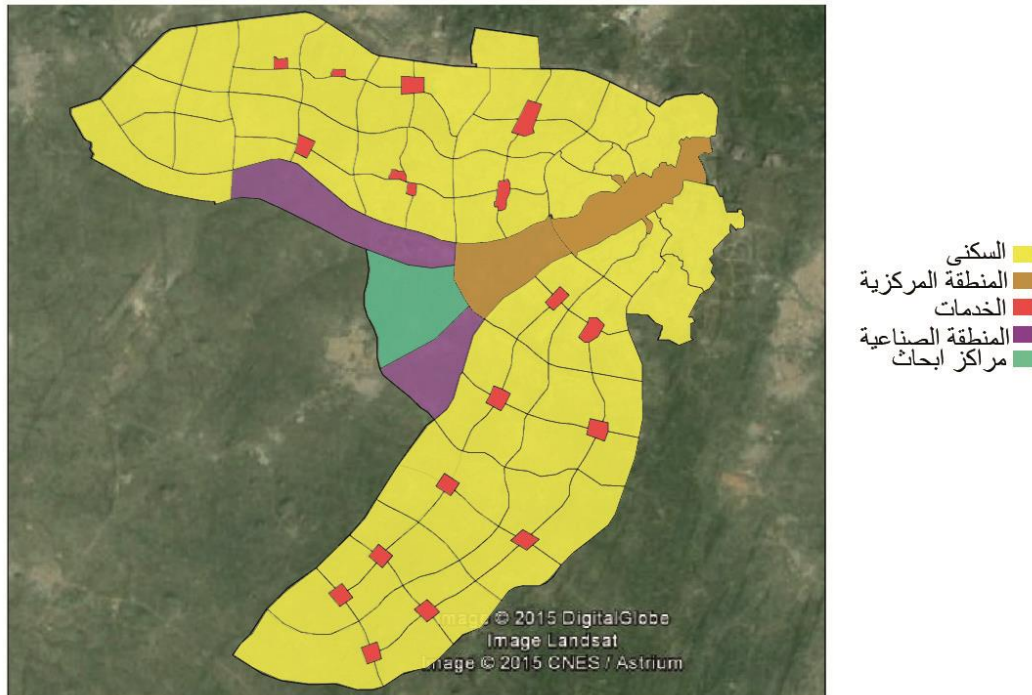 السكنى
المنطقة المركزية
الخدمات
المنطقة الصناعية
مراكز ابحاث
Image © 2015 DigitalGlobe
Image Landsat
Image © 2015 CNES / Astrium